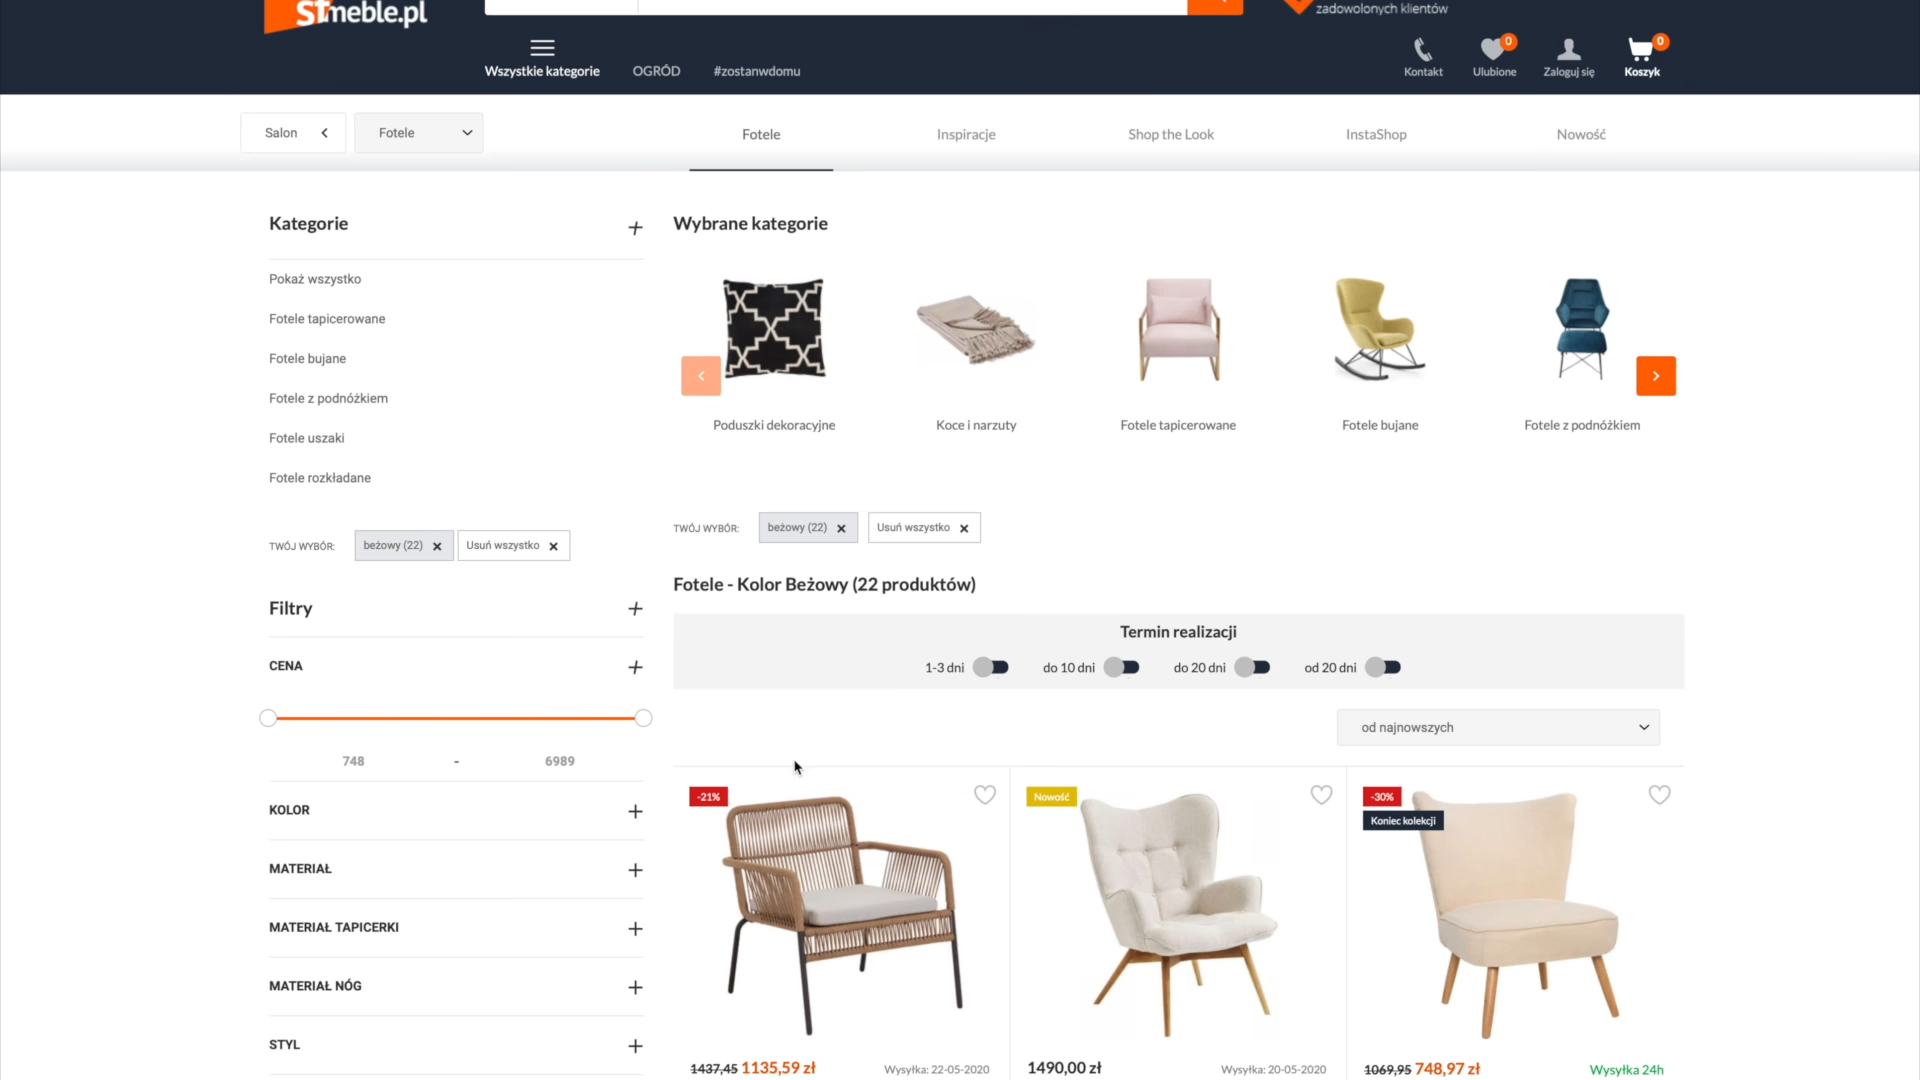 STmeble.pl
zadowolonych klientów
Wszystkie kategorie
OGRÓD
#zostanwdomu
Kontakt
0
Ulubione
Zaloguj się
0
Koszyk
Salon
Fotele
Fotele
Inspiracje
Shop the Look
InstaShop
Nowość
Kategorie
Pokaż wszystko
Fotele tapicerowane
Fotele bujane
Fotele z podnóżkiem
Fotele uszaki
Fotele rozkładane
TWÓJ WYBÓR:
beżowy (22)
Usuń wszystko
Filtry
CENA
748 - 6989
KOLOR
MATERIAŁ
MATERIAŁ TAPICERKI
MATERIAŁ NÓG
STYL
Wybrane kategorie
Poduszki dekoracyjne
Koce i narzuty
Fotele tapicerowane
Fotele bujane
Fotele z podnóżkiem
TWÓJ WYBÓR:
beżowy (22)
Usuń wszystko
Fotele - Kolor Beżowy (22 produktów)
Termin realizacji
1-3 dni
do 10 dni
do 20 dni
od 20 dni
od najnowszych
-21%
1437,45 1135,59 zł
Wysyłka: 22-05-2020
Nowość
1490,00 zł
Wysyłka: 20-05-2020
-30%
Koniec kolekcji
1069,95 748,97 zł
Wysyłka 24h